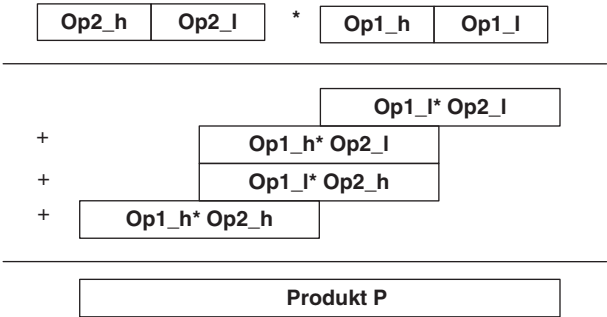 Op2_h Op2_l * Op1_h Op1_l
Op1_l* Op2_l
+ Op1_h* Op2_l
+ Op1_l* Op2_h
+ Op1_h* Op2_h
Produkt P